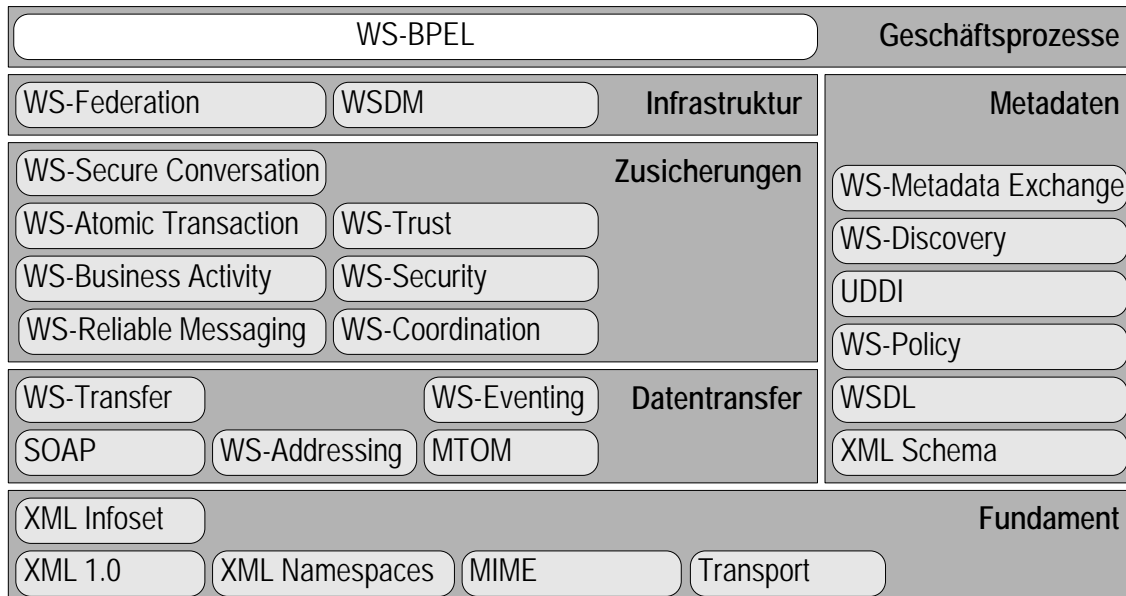 WS-BPEL
Geschäftsprozesse
WS-Federation
WSDM
Infrastruktur
WS-Secure Conversation
Zusicherungen
WS-Atomic Transaction
WS-Trust
WS-Business Activity
WS-Security
WS-Reliable Messaging
WS-Coordination
WS-Transfer
WS-Eventing
Datentransfer
SOAP
WS-Addressing
MTOM
Metadaten
WS-Metadata Exchange
WS-Discovery
UDDI
WS-Policy
WSDL
XML Schema
XML Infoset
Fundament
XML 1.0
XML Namespaces
MIME
Transport